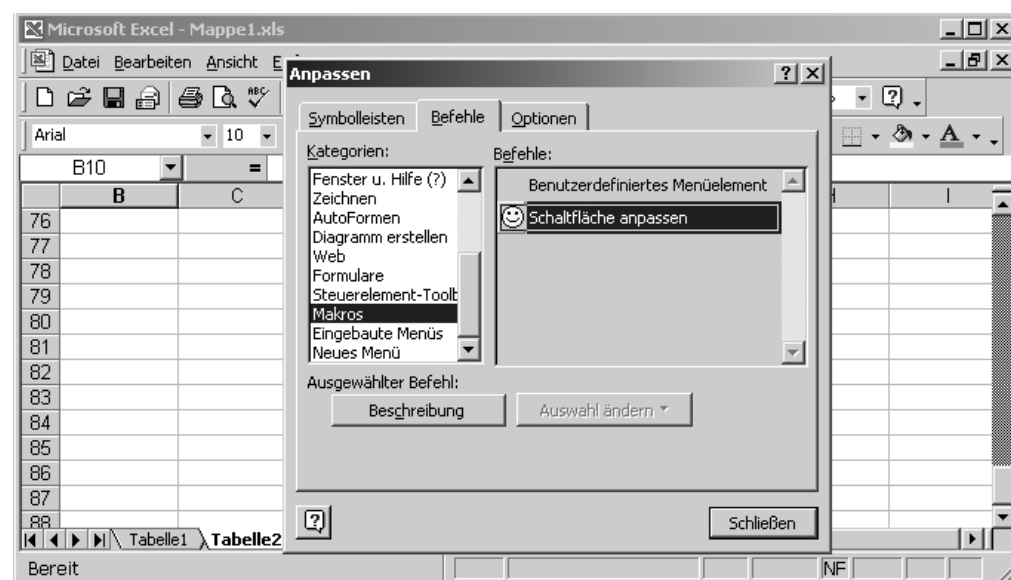 Microsoft Excel - Mappe1.xls
Datei Bearbeiten Ansicht
Anpassen
Symbolleisten Befehle Optionen
Arial 10
Kategorien: Befehle:
B10 =
Fenster u. Hilfe (?)
Zeichnen
AutoFormen
Diagramm erstellen
Web
Formulare
Steuerelement-Toolb
Makros
Eingebaute Menüs
Neues Menü
Benutzerdefiniertes Menüelement
Schaltfläche anpassen
B C H I
76
77
78
79
80
81
82
83
84
85
86
87
88
Ausgewählter Befehl:
Beschreibung Auswahl ändern
Schließen
Tabelle1 Tabelle2
Bereit NF